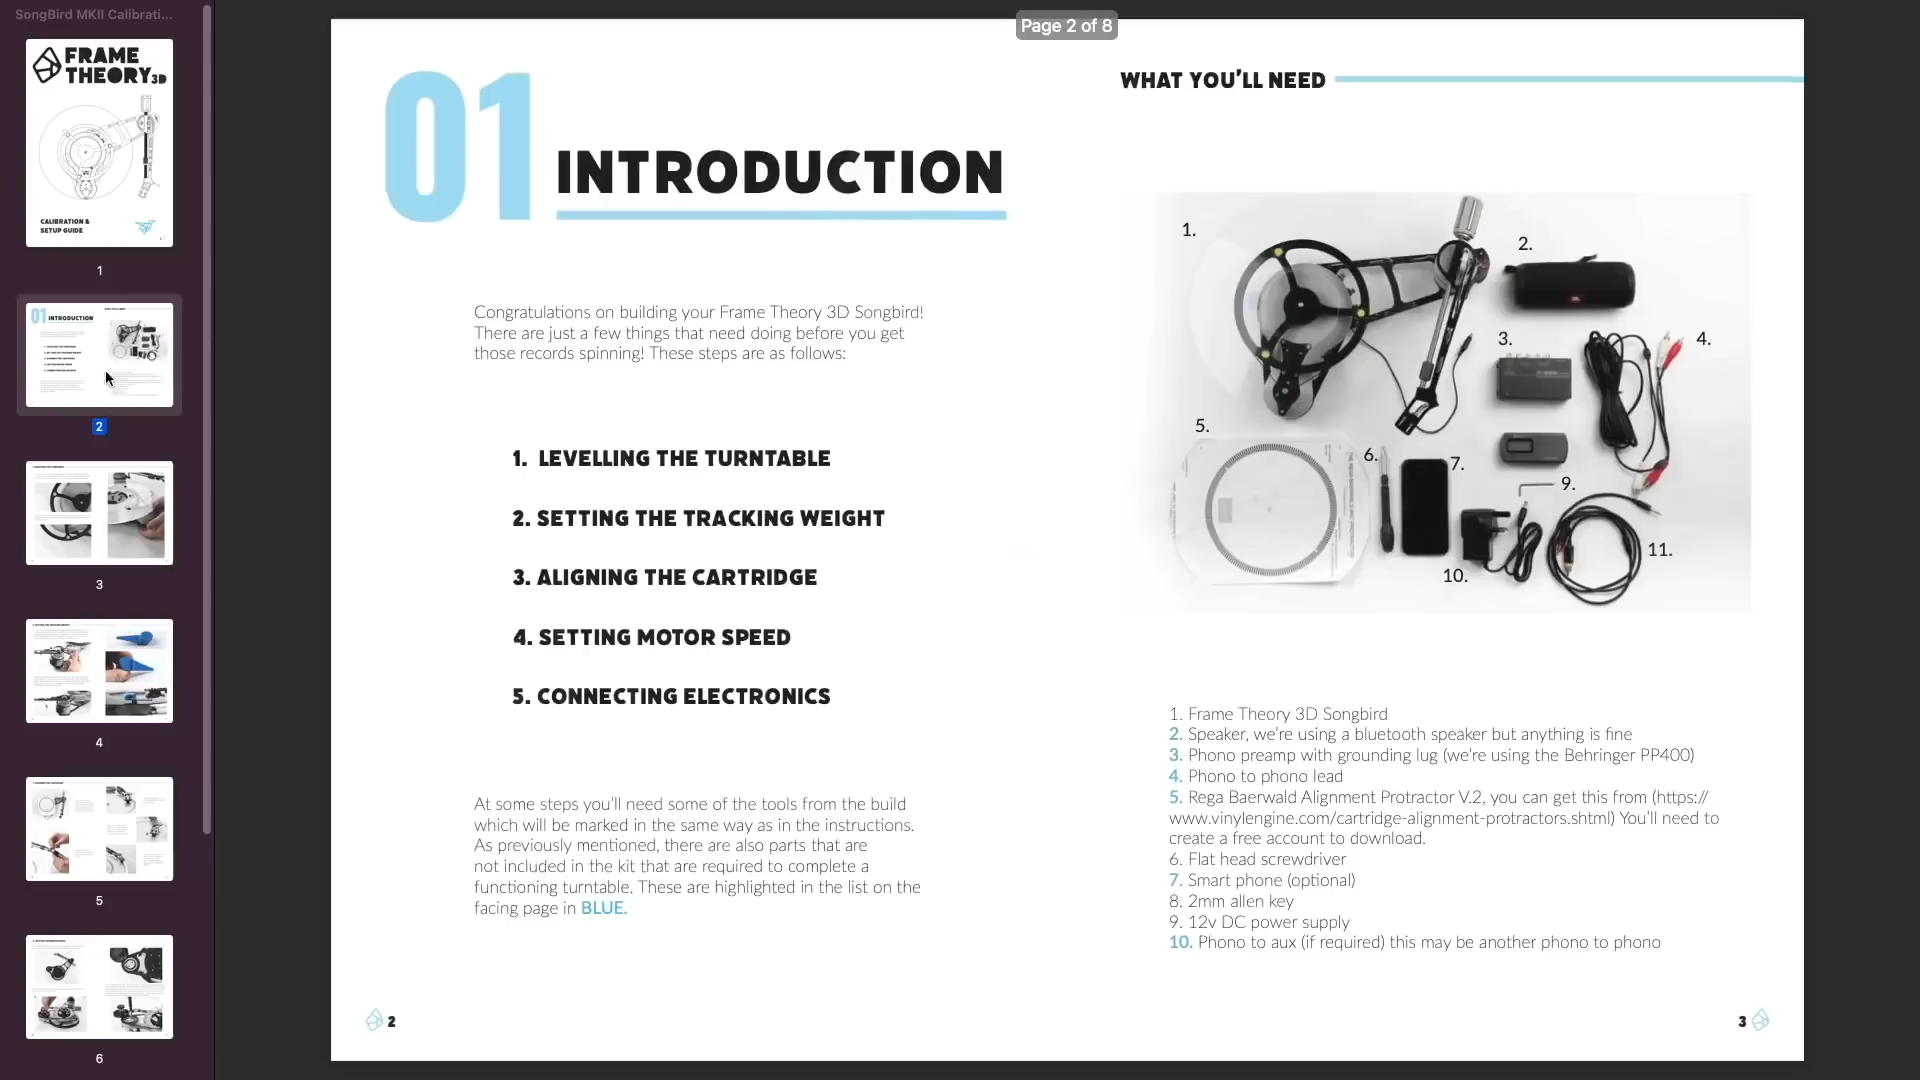 SongBird MKII Calibrati...
FRAME
THEORY3D
CALIBRATION &
SETUP GUIDE
1
01 INTRODUCTION
2
3
4
5
6
Page 2 of 8
01
INTRODUCTION
Congratulations on building your Frame Theory 3D Songbird!
There are just a few things that need doing before you get
those records spinning! These steps are as follows:
1. LEVELLING THE TURNTABLE
2. SETTING THE TRACKING WEIGHT
3. ALIGNING THE CARTRIDGE
4. SETTING MOTOR SPEED
5. CONNECTING ELECTRONICS
At some steps you'll need some of the tools from the build
which will be marked in the same way as in the instructions.
As previously mentioned, there are also parts that are
not included in the kit that are required to complete a
functioning turntable. These are highlighted in the list on the
facing page in BLUE.
2
WHAT YOU'LL NEED
1.
2.
3.
4.
5.
6.
7.
9.
10.
11.
1. Frame Theory 3D Songbird
2. Speaker, we're using a bluetooth speaker but anything is fine
3. Phono preamp with grounding lug (we're using the Behringer PP400)
4. Phono to phono lead
5. Rega Baerwald Alignment Protractor V.2, you can get this from (https://
www.vinylengine.com/cartridge-alignment-protractors.shtml) You'll need to
create a free account to download.
6. Flat head screwdriver
7. Smart phone (optional)
8. 2mm allen key
9. 12v DC power supply
10. Phono to aux (if required) this may be another phono to phono
3